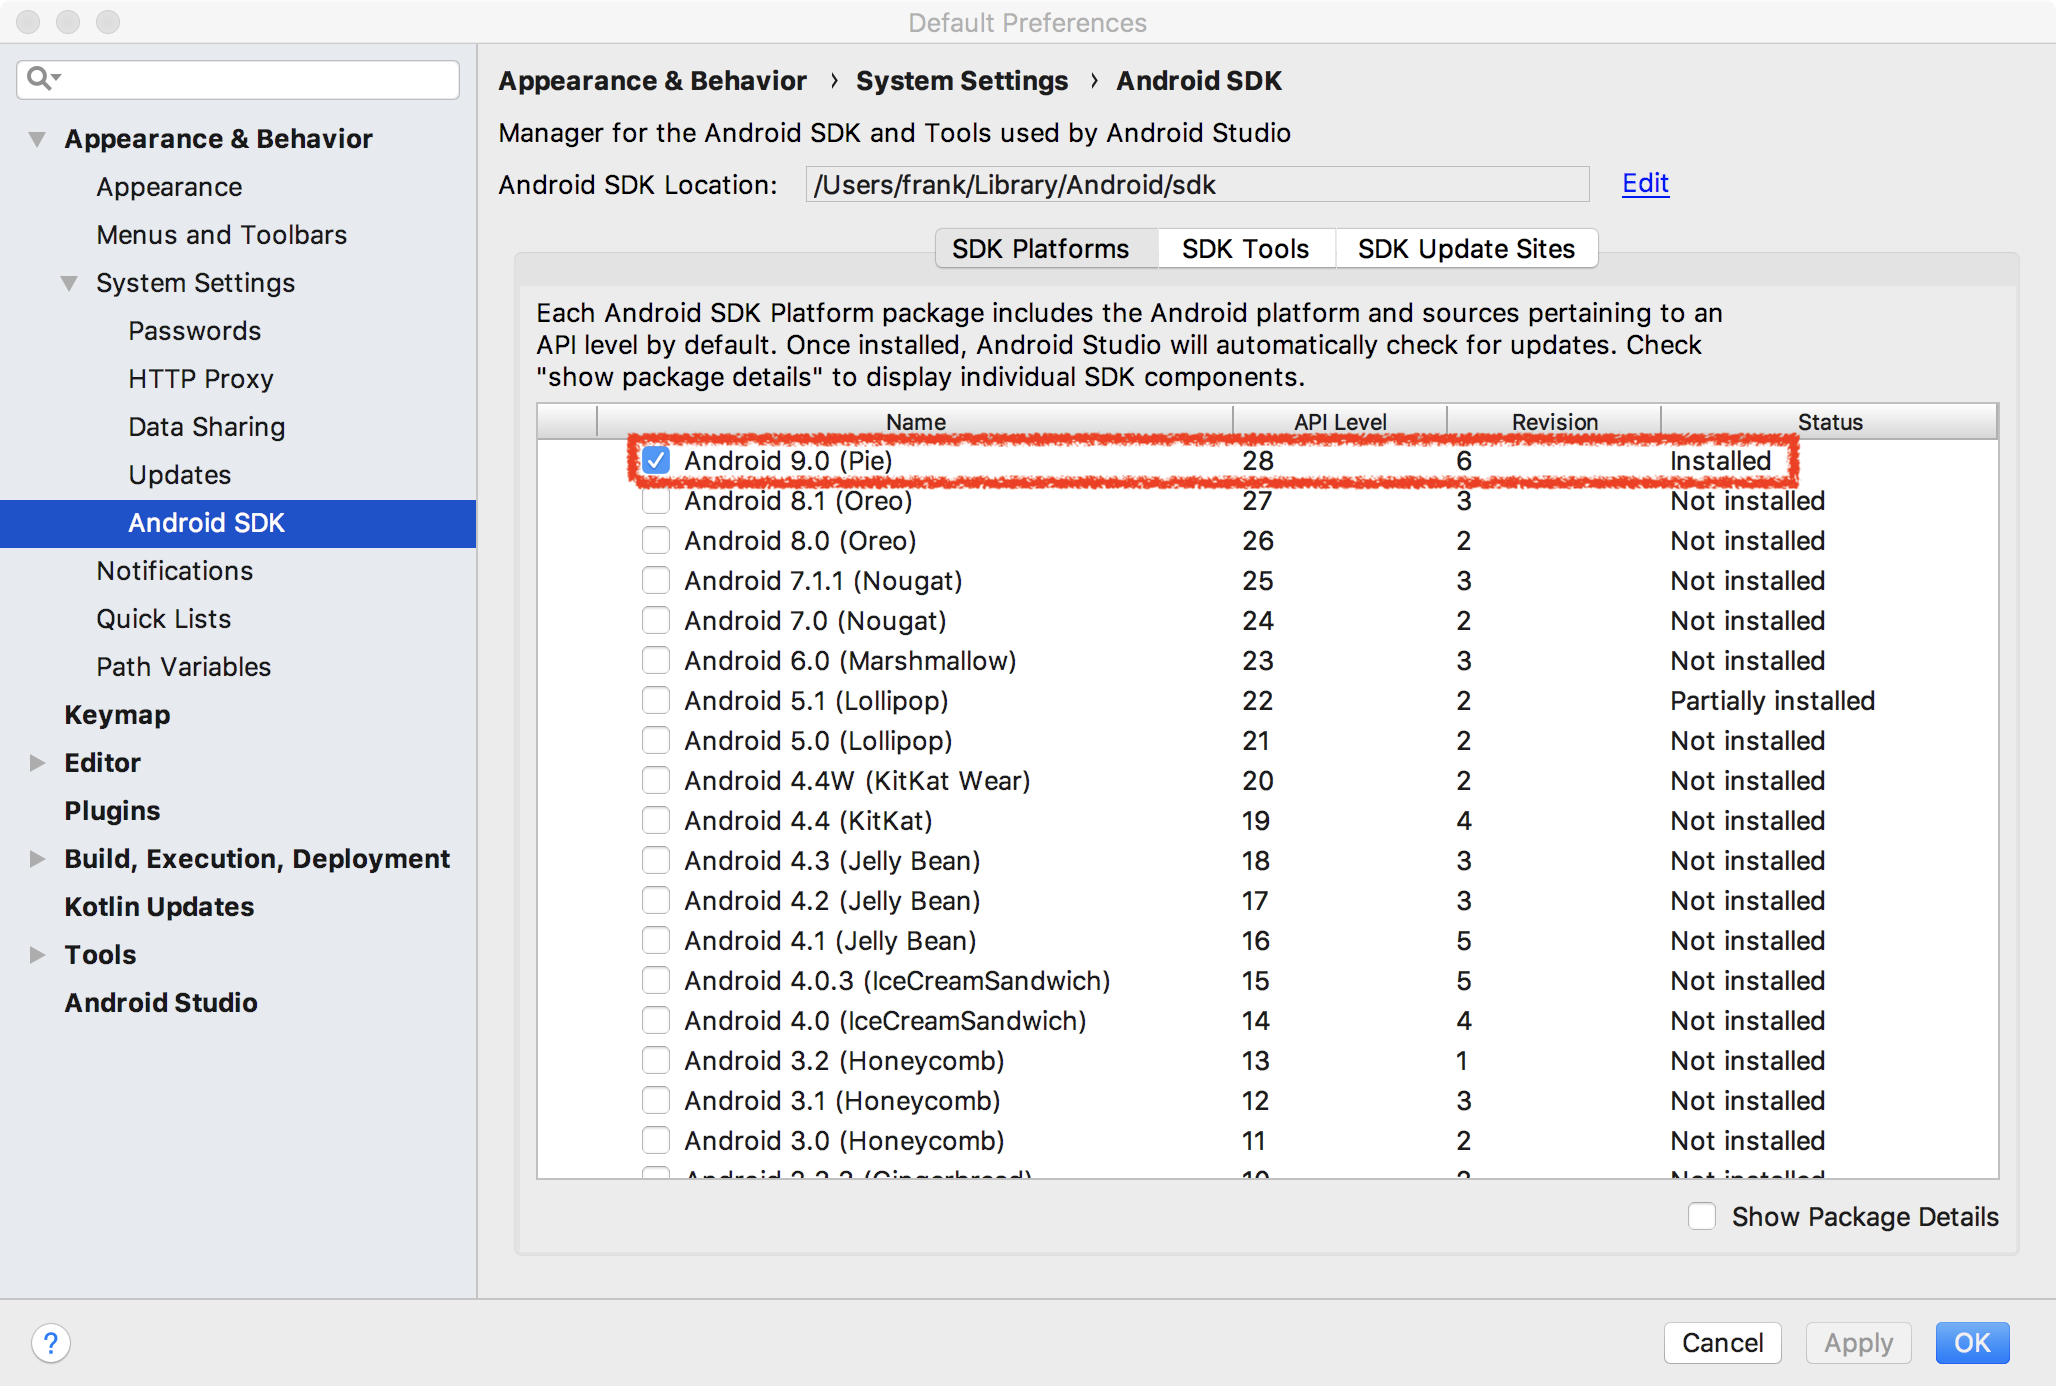 Default Preferences
Appearance & Behavior
Appearance
Menus and Toolbars
System Settings
Passwords
HTTP Proxy
Data Sharing
Updates
Android SDK
Notifications
Quick Lists
Path Variables
Keymap
Editor
Plugins
Build, Execution, Deployment
Kotlin Updates
Tools
Android Studio
Appearance & Behavior › System Settings › Android SDK
Manager for the Android SDK and Tools used by Android Studio
Android SDK Location: /Users/frank/Library/Android/sdk Edit
SDK Platforms SDK Tools SDK Update Sites
Each Android SDK Platform package includes the Android platform and sources pertaining to an
API level by default. Once installed, Android Studio will automatically check for updates. Check
"show package details" to display individual SDK components.
Name API Level Revision Status
Android 9.0 (Pie) 28 6 Installed
Android 8.1 (Oreo) 27 3 Not installed
Android 8.0 (Oreo) 26 2 Not installed
Android 7.1.1 (Nougat) 25 3 Not installed
Android 7.0 (Nougat) 24 2 Not installed
Android 6.0 (Marshmallow) 23 3 Not installed
Android 5.1 (Lollipop) 22 2 Partially installed
Android 5.0 (Lollipop) 21 2 Not installed
Android 4.4W (KitKat Wear) 20 2 Not installed
Android 4.4 (KitKat) 19 4 Not installed
Android 4.3 (Jelly Bean) 18 3 Not installed
Android 4.2 (Jelly Bean) 17 3 Not installed
Android 4.1 (Jelly Bean) 16 5 Not installed
Android 4.0.3 (IceCreamSandwich) 15 5 Not installed
Android 4.0 (IceCreamSandwich) 14 4 Not installed
Android 3.2 (Honeycomb) 13 1 Not installed
Android 3.1 (Honeycomb) 12 3 Not installed
Android 3.0 (Honeycomb) 11 2 Not installed
Show Package Details
? Cancel Apply OK